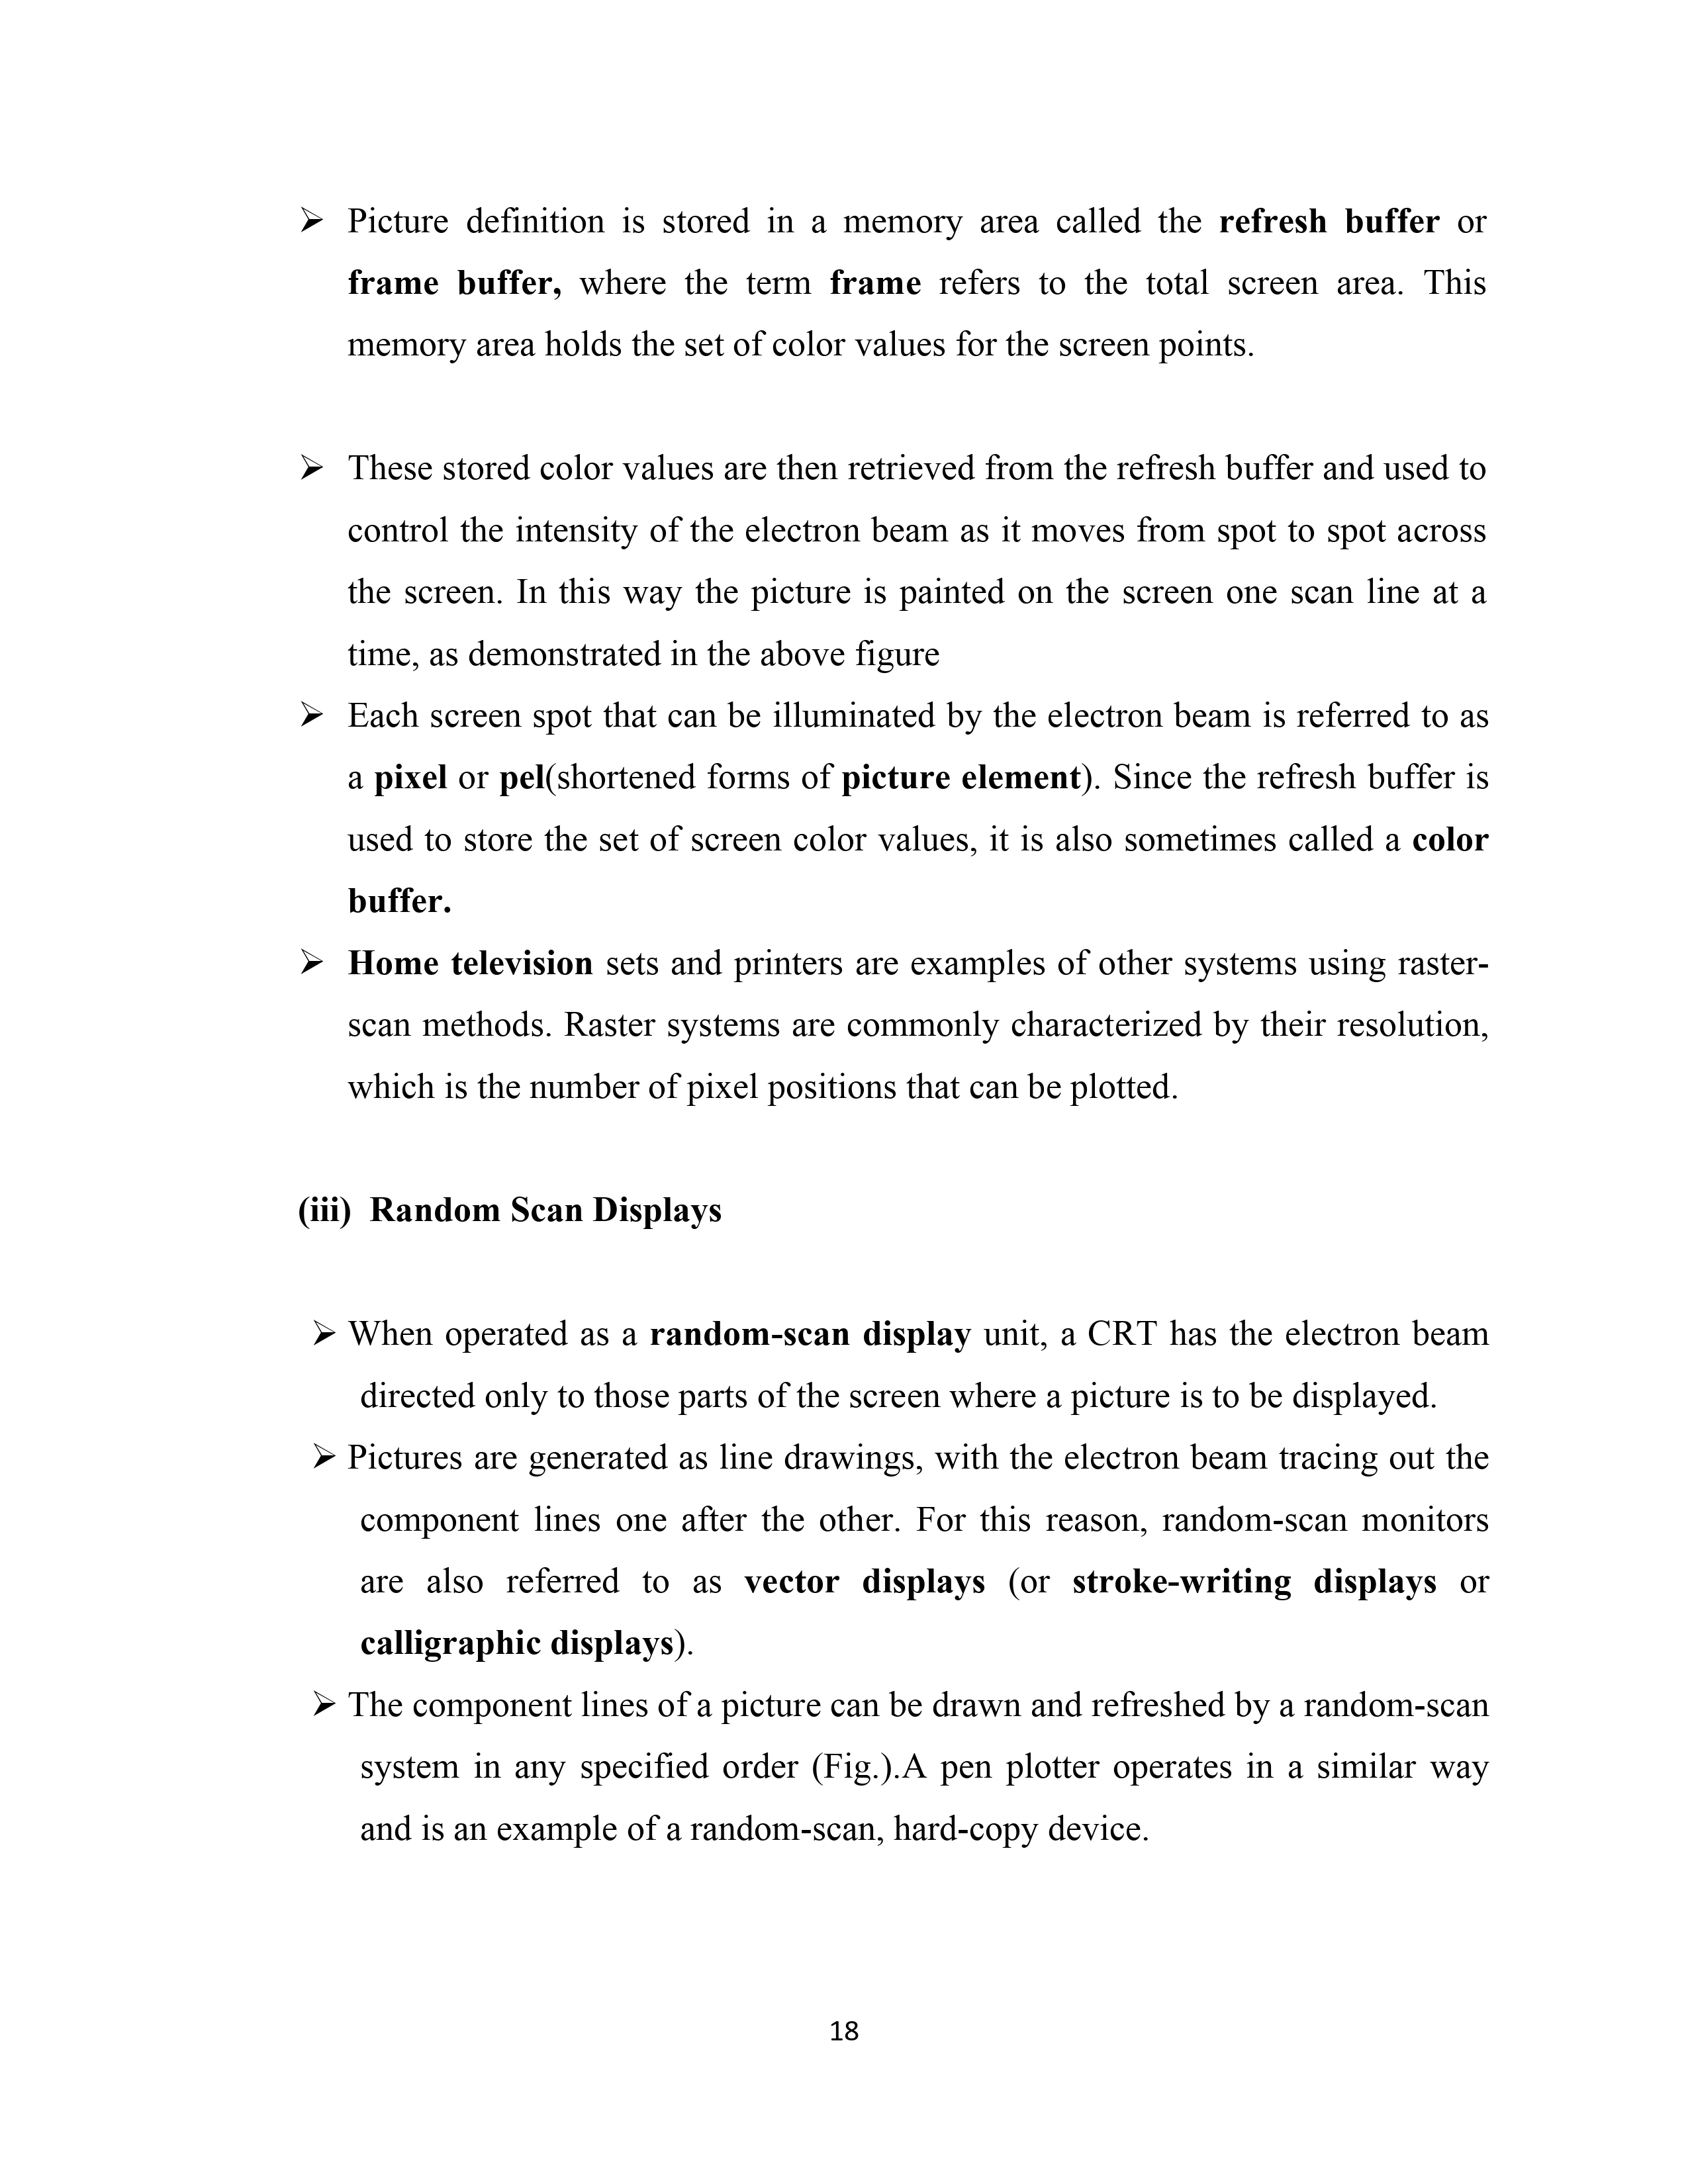 ➢ Picture definition is stored in a memory area called the refresh buffer or
frame buffer, where the term frame refers to the total screen area. This
memory area holds the set of color values for the screen points.
➢ These stored color values are then retrieved from the refresh buffer and used to
control the intensity of the electron beam as it moves from spot to spot across
the screen. In this way the picture is painted on the screen one scan line at a
time, as demonstrated in the above figure
➢ Each screen spot that can be illuminated by the electron beam is referred to as
a pixel or pel(shortened forms of picture element). Since the refresh buffer is
used to store the set of screen color values, it is also sometimes called a color
buffer.
➢ Home television sets and printers are examples of other systems using raster-
scan methods. Raster systems are commonly characterized by their resolution,
which is the number of pixel positions that can be plotted.
(iii) Random Scan Displays
➢ When operated as a random-scan display unit, a CRT has the electron beam
directed only to those parts of the screen where a picture is to be displayed.
➢ Pictures are generated as line drawings, with the electron beam tracing out the
component lines one after the other. For this reason, random-scan monitors
are also referred to as vector displays (or stroke-writing displays or
calligraphic displays).
➢ The component lines of a picture can be drawn and refreshed by a random-scan
system in any specified order (Fig.).A pen plotter operates in a similar way
and is an example of a random-scan, hard-copy device.
18